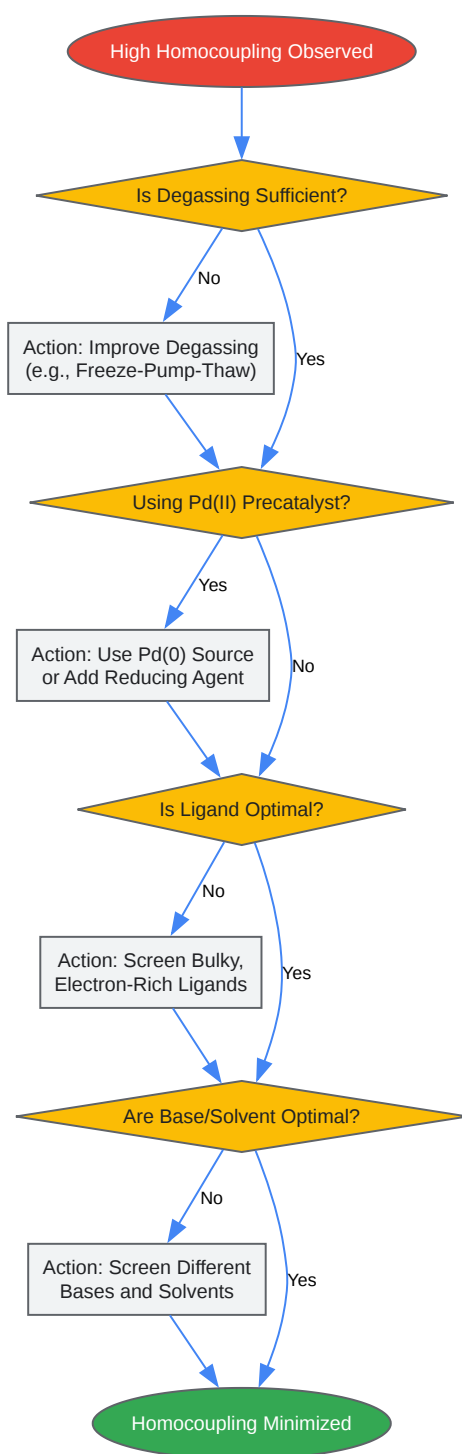 High Homocoupling Observed
Is Degassing Sufficient?
No
Action: Improve Degassing
(e.g., Freeze-Pump-Thaw)
Yes
Using Pd(II) Precatalyst?
Yes
Action: Use Pd(0) Source
or Add Reducing Agent
No
Is Ligand Optimal?
No
Action: Screen Bulky,
Electron-Rich Ligands
Yes
Are Base/Solvent Optimal?
No
Action: Screen Different
Bases and Solvents
Yes
Homocoupling Minimized